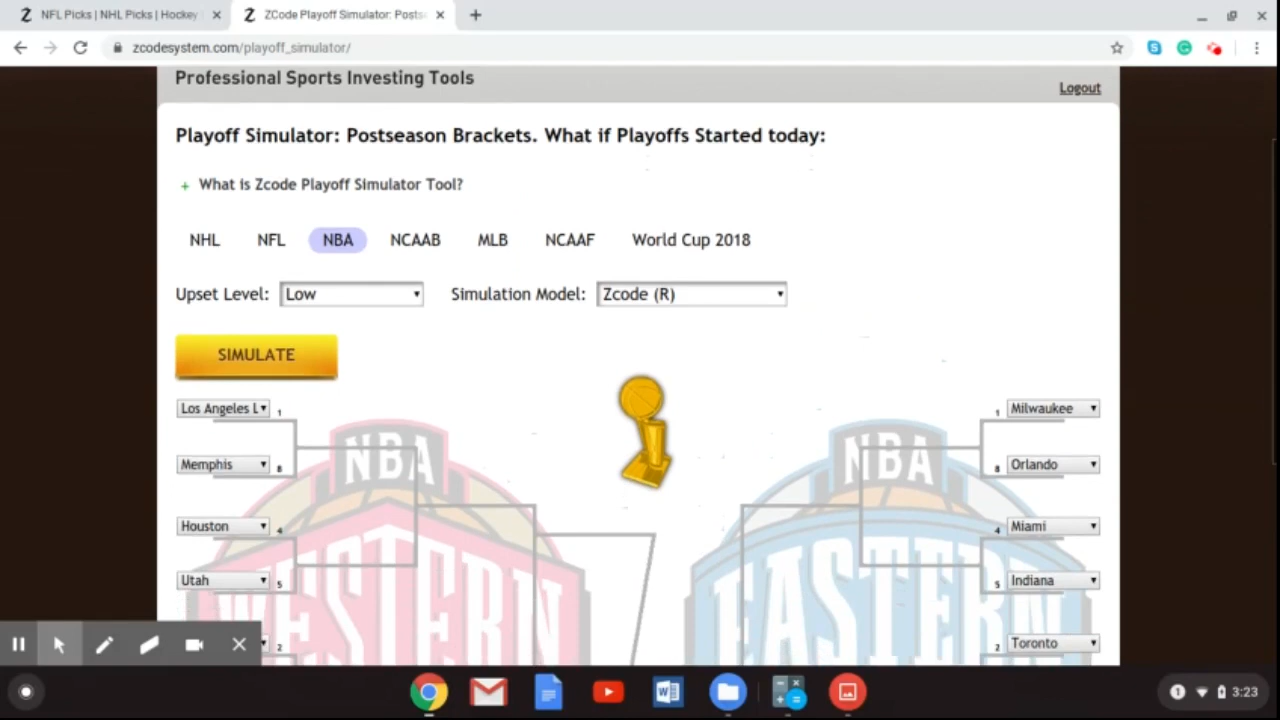 NFL Picks | NHL Picks | Hockey
ZCode Playoff Simulator: Posts
zcodesystem.com/playoff_simulator/
Professional Sports Investing Tools
Logout
Playoff Simulator: Postseason Brackets. What if Playoffs Started today:
+ What is Zcode Playoff Simulator Tool?
NHL NFL NBA NCAAB MLB NCAAF World Cup 2018
Upset Level: Low Simulation Model: Zcode (R)
SIMULATE
Los Angeles L 1
1 Milwaukee
NBA
NBA
Memphis 8
8 Orlando
Houston 4
4 Miami
WESTERN
EASTERN
Utah 5
5 Indiana
2
2 Toronto
3:23